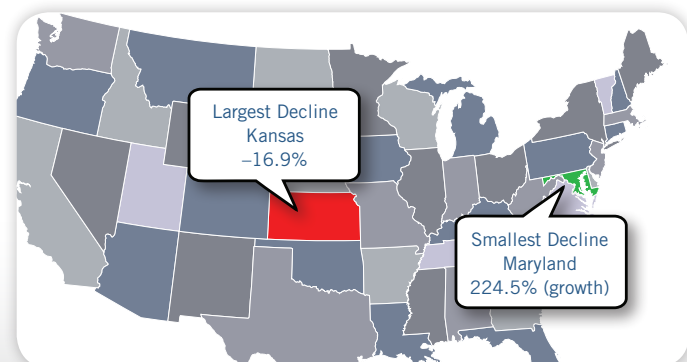 Largest Decline
Kansas
–16.9%
Smallest Decline
Maryland
224.5% (growth)